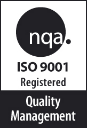 nqa.
ISO 9001
Registered
Quality
Management